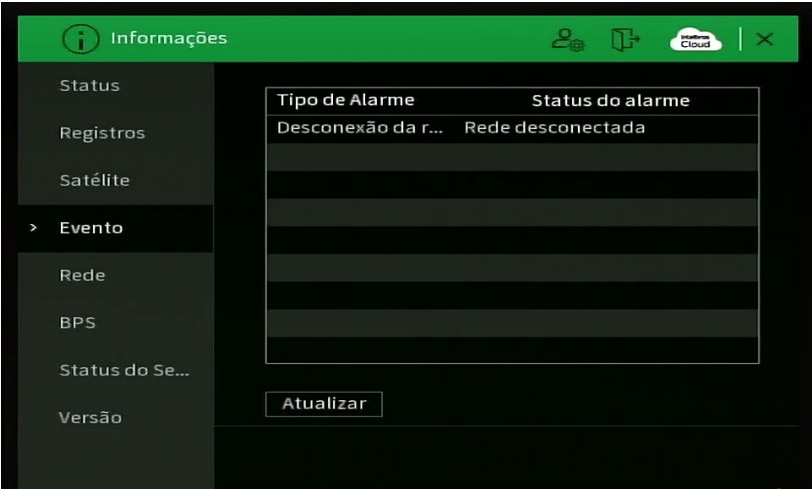 Informações
intelbras
Cloud
Status
Registros
Satélite
> Evento
Rede
BPS
Status do Se...
Versão
Tipo de Alarme Status do alarme
Desconexão da r... Rede desconectada
Atualizar